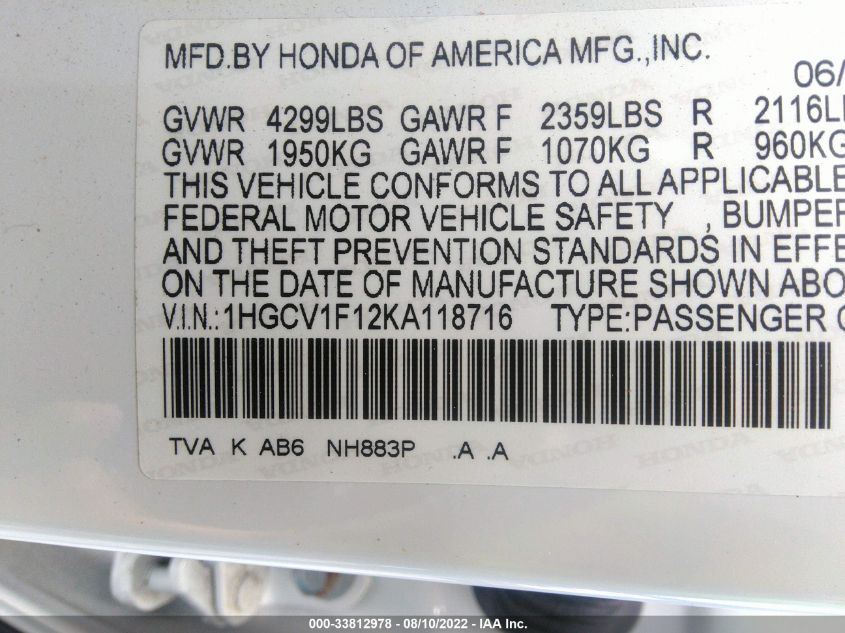 MFD.BY HONDA OF AMERICA MFG.,INC.
06/
GVWR 4299LBS GAWR F 2359LBS R 2116L
GVWR 1950KG GAWR F 1070KG R 960KG
THIS VEHICLE CONFORMS TO ALL APPLICABLE
FEDERAL MOTOR VEHICLE SAFETY , BUMPER
AND THEFT PREVENTION STANDARDS IN EFFE
ON THE DATE OF MANUFACTURE SHOWN ABO
V.I.N.:1HGCV1F12KA118716 TYPE:PASSENGER C
TVA K AB6 NH883P .A .A
000-33812978 - 08/10/2022 - IAA Inc.